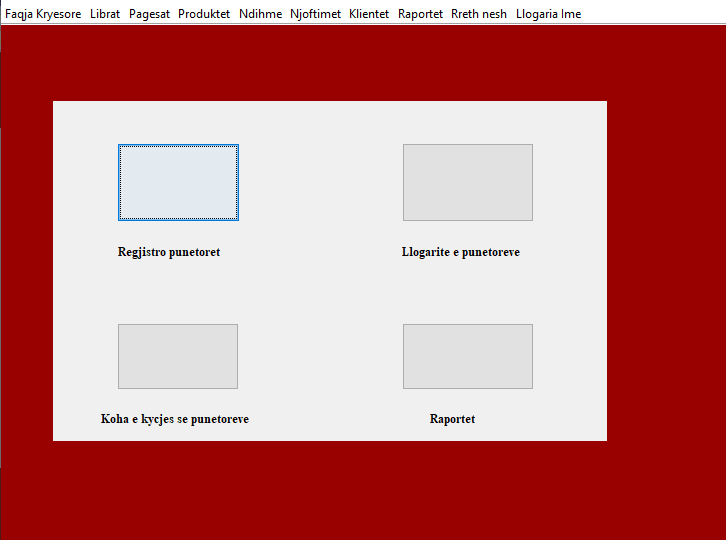 Faqja Kryesore Librat Pagesat Produktet Ndihme Njoftimet Klientet Raportet Rreth nesh Llogaria Ime
Regjistro punetoret Llogarite e punetoreve
Koha e kycjes se punetoreve Raportet